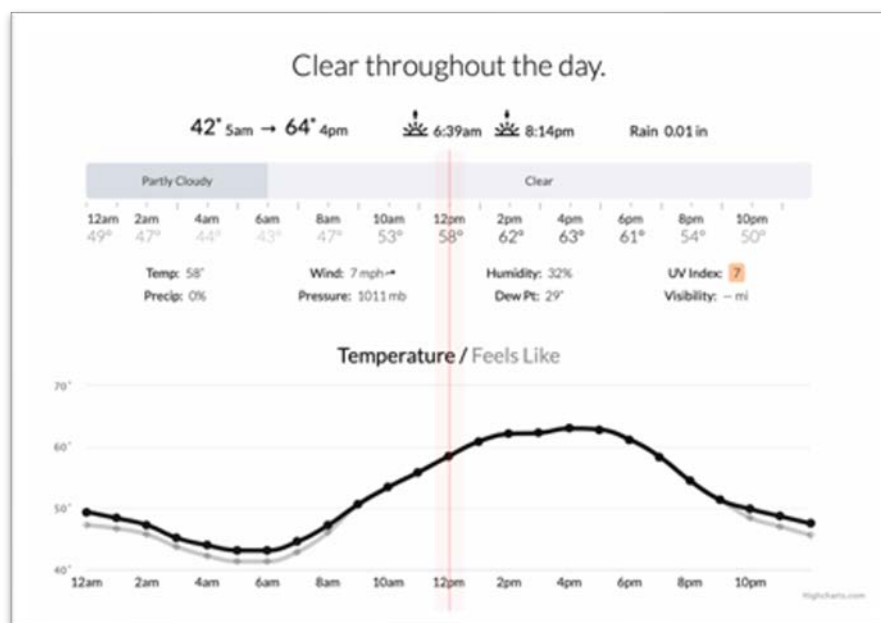 Clear throughout the day.
42° 5am → 64° 4pm 6:39am 8:14pm Rain 0.01 in
Partly Cloudy Clear
12am 2am 4am 6am 8am 10am 12pm 2pm 4pm 6pm 8pm 10pm
49° 47° 44° 43° 47° 53° 58° 62° 63° 61° 54° 50°
Temp: 58° Wind: 7 mph Humidity: 32% UV Index: 7
Precip: 0% Pressure: 1011 mb Dew Pt: 29° Visibility: — mi
Temperature / Feels Like
70°
60°
50°
40°
12am 2am 4am 6am 8am 10am 12pm 2pm 4pm 6pm 8pm 10pm
Highcharts.com